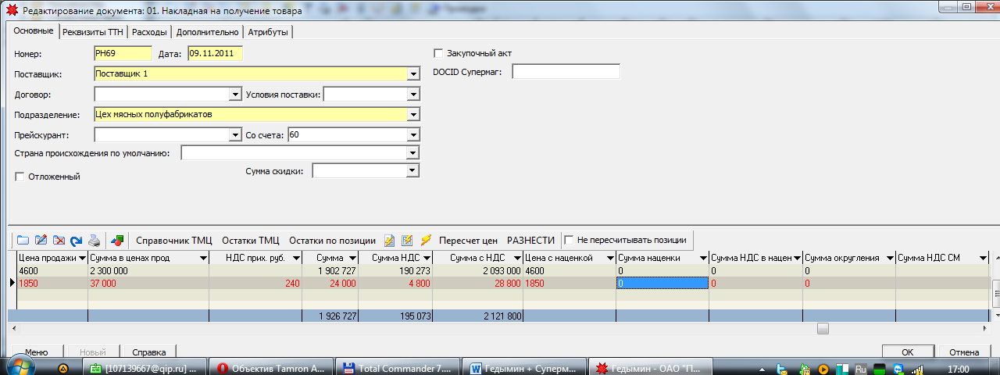 Редактирование документа: 01. Накладная на получение товара
Основные Реквизиты ТТН Расходы Дополнительно Атрибуты
Номер: РН69 Дата: 09.11.2011 Закупочный акт
Поставщик: Поставщик 1 DOCID Супермаг:
Договор: Условия поставки:
Подразделение: Цех мясных полуфабрикатов
Прейскурант: Со счета: 60
Страна происхождения по умолчанию:
Отложенный Сумма скидки:
Справочник ТМЦ Остатки ТМЦ Остатки по позиции Пересчет цен РАЗНЕСТИ Не пересчитывать позиции
Цена продажи Сумма в ценах прод НДС прих. руб. Сумма Сумма НДС Сумма с НДС Цена с наценкой Сумма наценки Сумма НДС в нацен Сумма округления Сумма НДС СМ
4600 2 300 000 1 902 727 190 273 2 093 000 4600 0 0 0
1850 37 000 240 24 000 4 800 28 800 1850 0 0 0
1 926 727 195 073 2 121 800
Меню Новый Справка OK Отмена
[107139667@qip.ru] ... Объектив Tamron A... Total Commander 7.... Гедымин + Суперм... Гедымин - ОАО "П... Ru 17:00